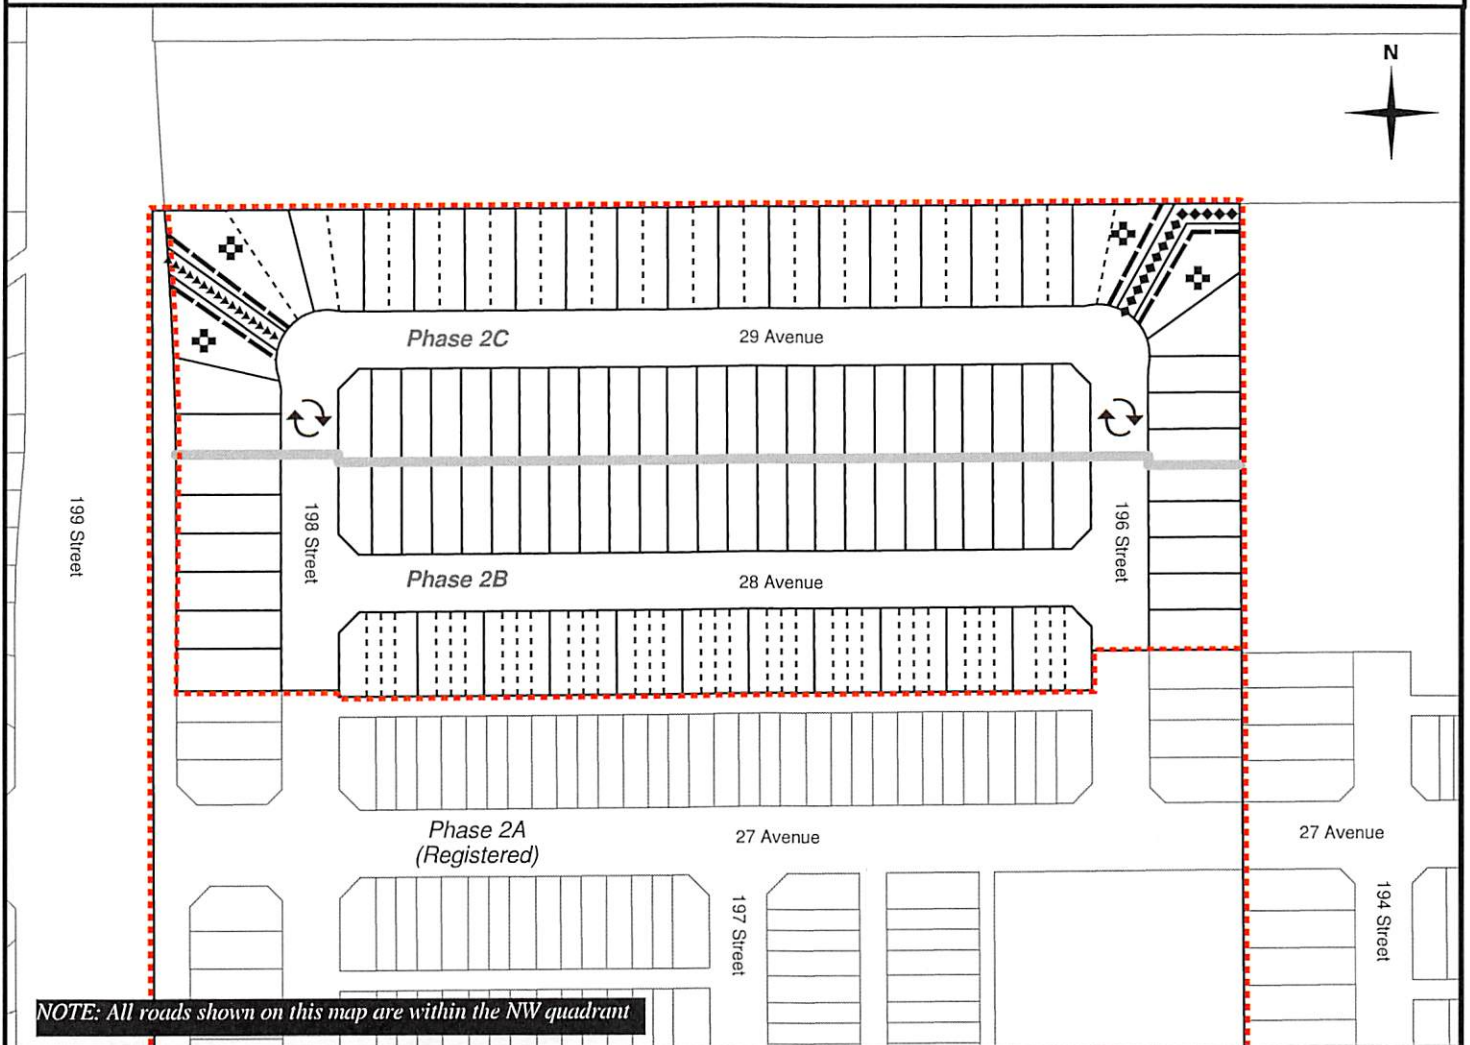 N
Phase 2C
29 Avenue
199 Street
198 Street
196 Street
Phase 2B
28 Avenue
Phase 2A
(Registered)
27 Avenue
27 Avenue
197 Street
194 Street
NOTE: All roads shown on this map are within the NW quadrant